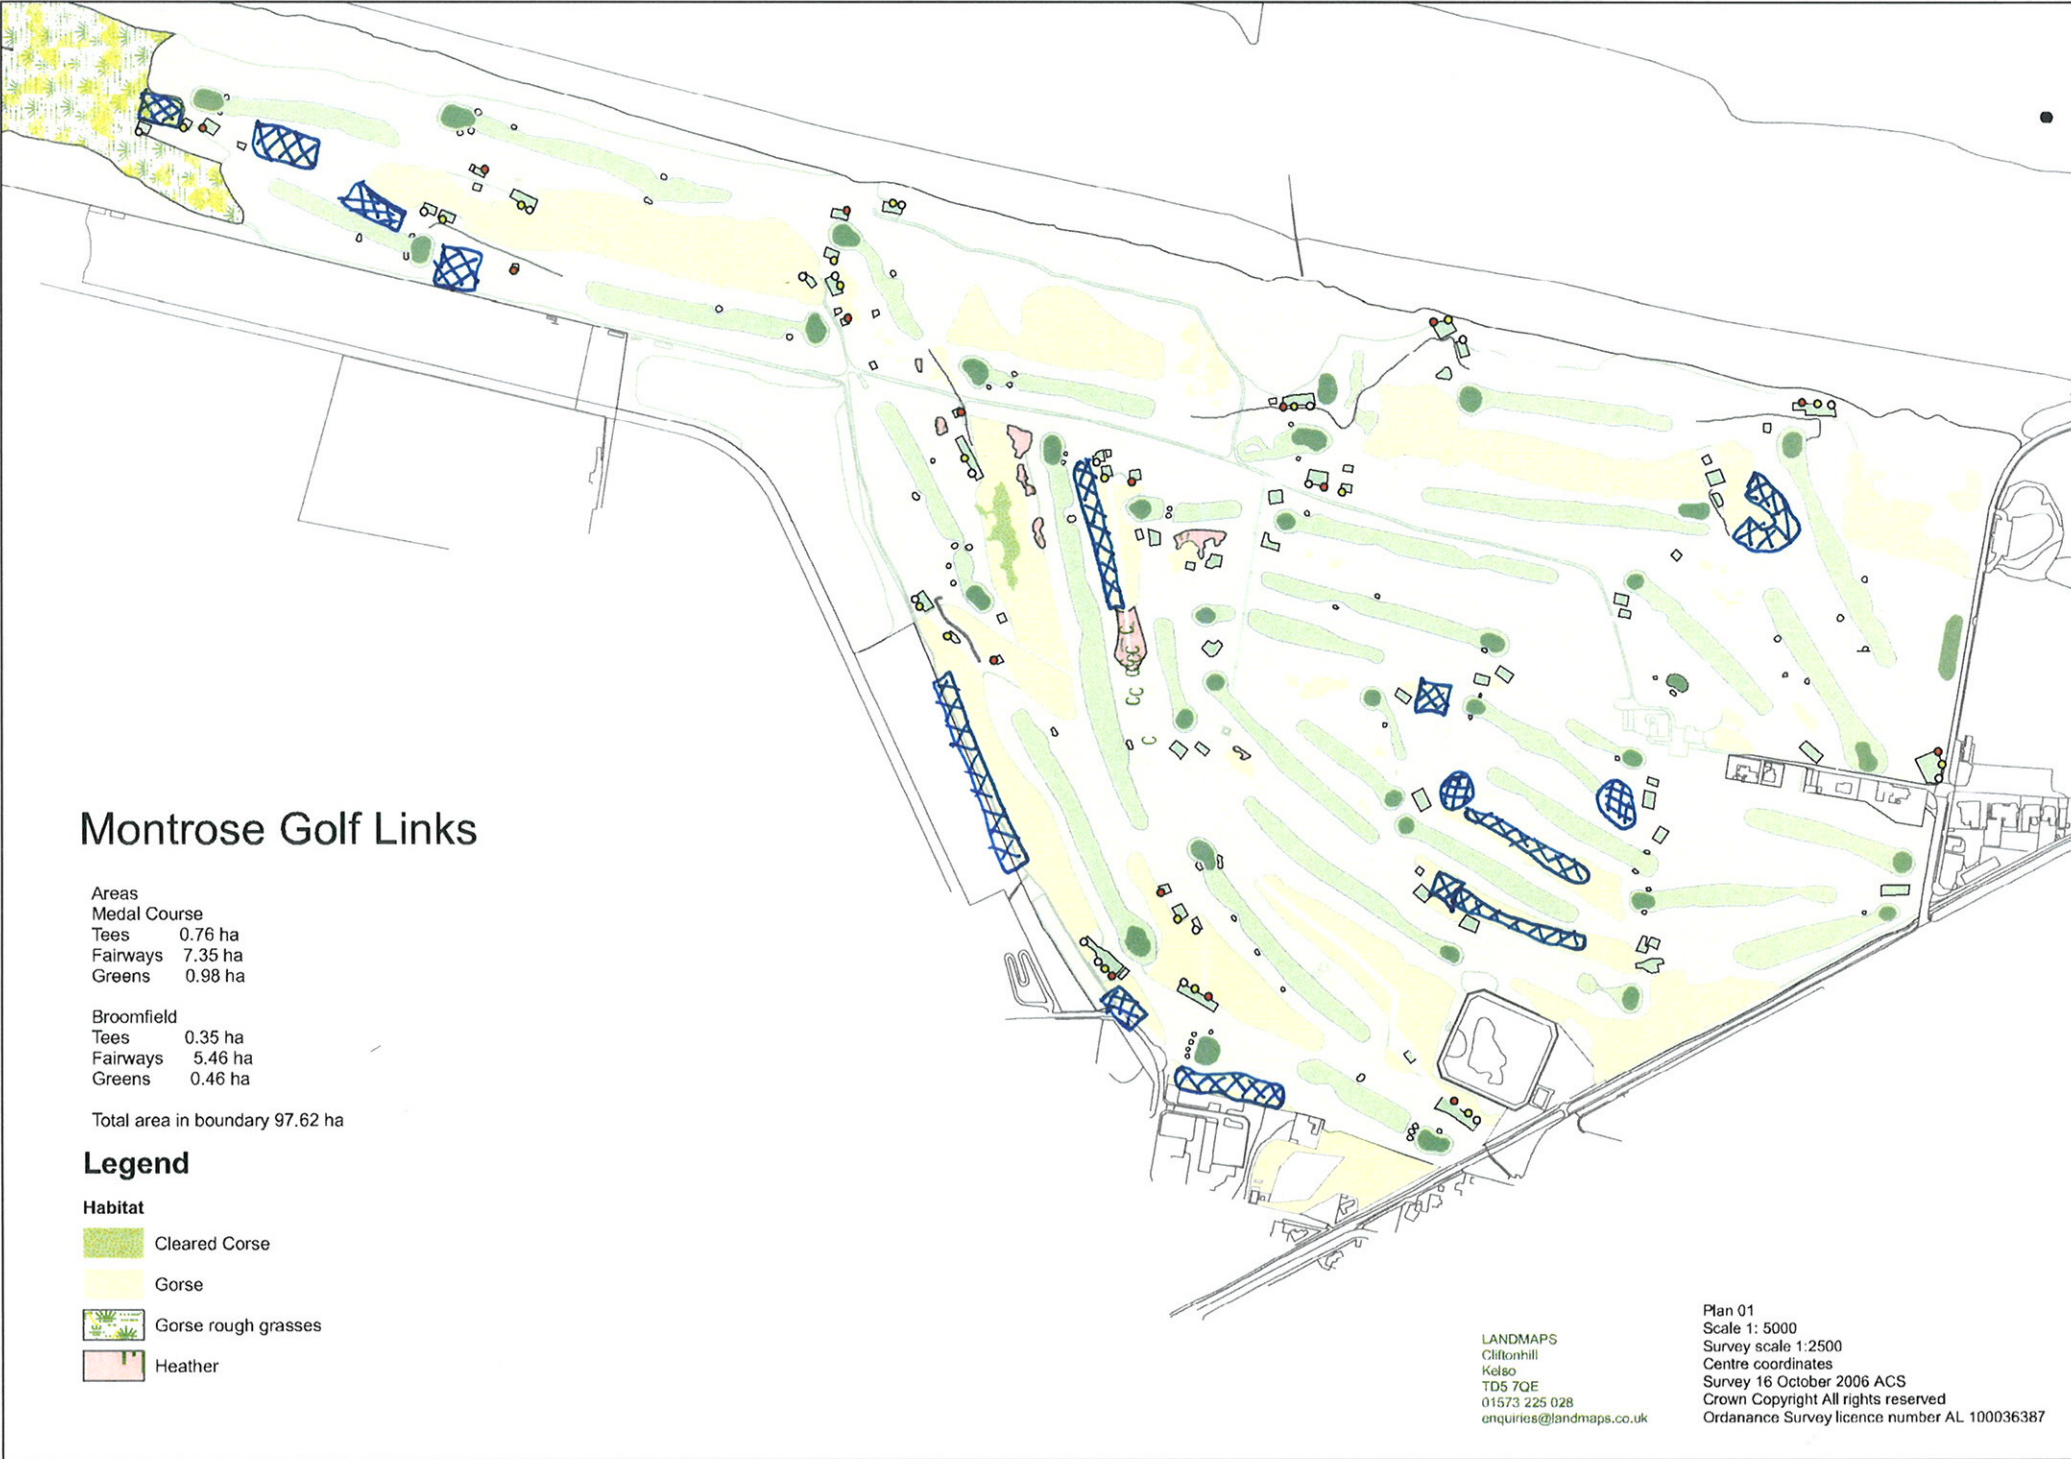 Montrose Golf Links
Areas
Medal Course
Tees 0.76 ha
Fairways 7.35 ha
Greens 0.98 ha
Broomfield
Tees 0.35 ha
Fairways 5.46 ha
Greens 0.46 ha
Total area in boundary 97.62 ha
Legend
Habitat
Cleared Corse
Gorse
Gorse rough grasses
Heather
C
C
C
CC
C
LANDMAPS
Cliftonhill
Kelso
TD5 7QE
01573 225 028
enquiries@landmaps.co.uk
Plan 01
Scale 1: 5000
Survey scale 1:2500
Centre coordinates
Survey 16 October 2006 ACS
Crown Copyright All rights reserved
Ordanance Survey licence number AL 100036387